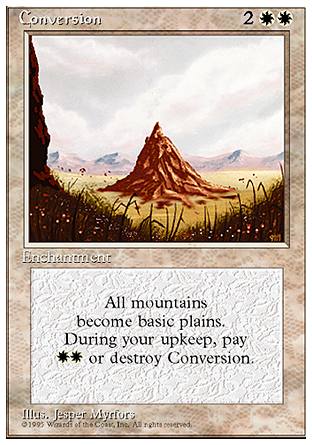 Conversion 2
Enchantment
All mountains
become basic plains.
During your upkeep, pay
or destroy Conversion.
Illus. Jesper Myrfors
©1995 Wizards of the Coast, Inc. All rights reserved.